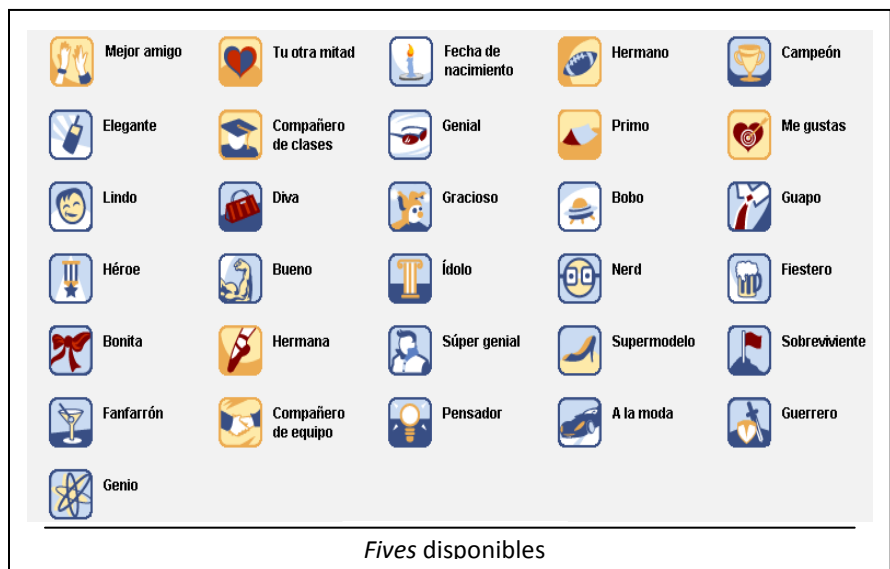 Mejor amigo
Tu otra mitad
Fecha de
nacimiento
Hermano
Campeón
Elegante
Compañero
de clases
Genial
Primo
Me gustas
Lindo
Diva
Gracioso
Bobo
Guapo
Héroe
Bueno
Ídolo
Nerd
Fiestero
Bonita
Hermana
Súper genial
Supermodelo
Sobreviviente
Fanfarrón
Compañero
de equipo
Pensador
A la moda
Guerrero
Genio
Fives disponibles